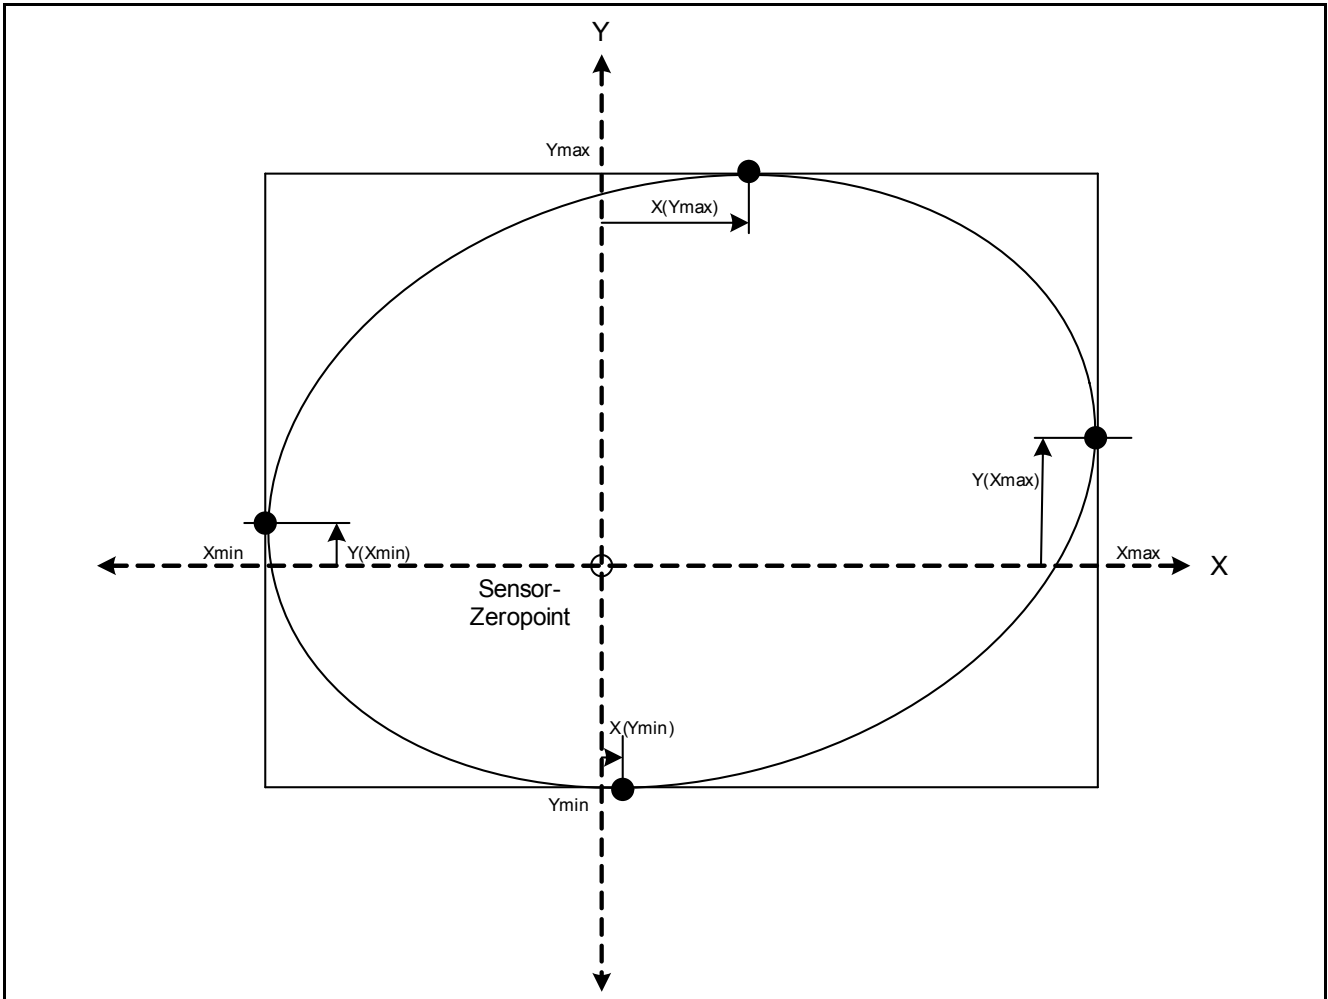 Y
Ymax
X(Ymax)
Y(Xmax)
Xmin
Y(Xmin)
Xmax
X
Sensor-
Zeropoint
X(Ymin)
Ymin